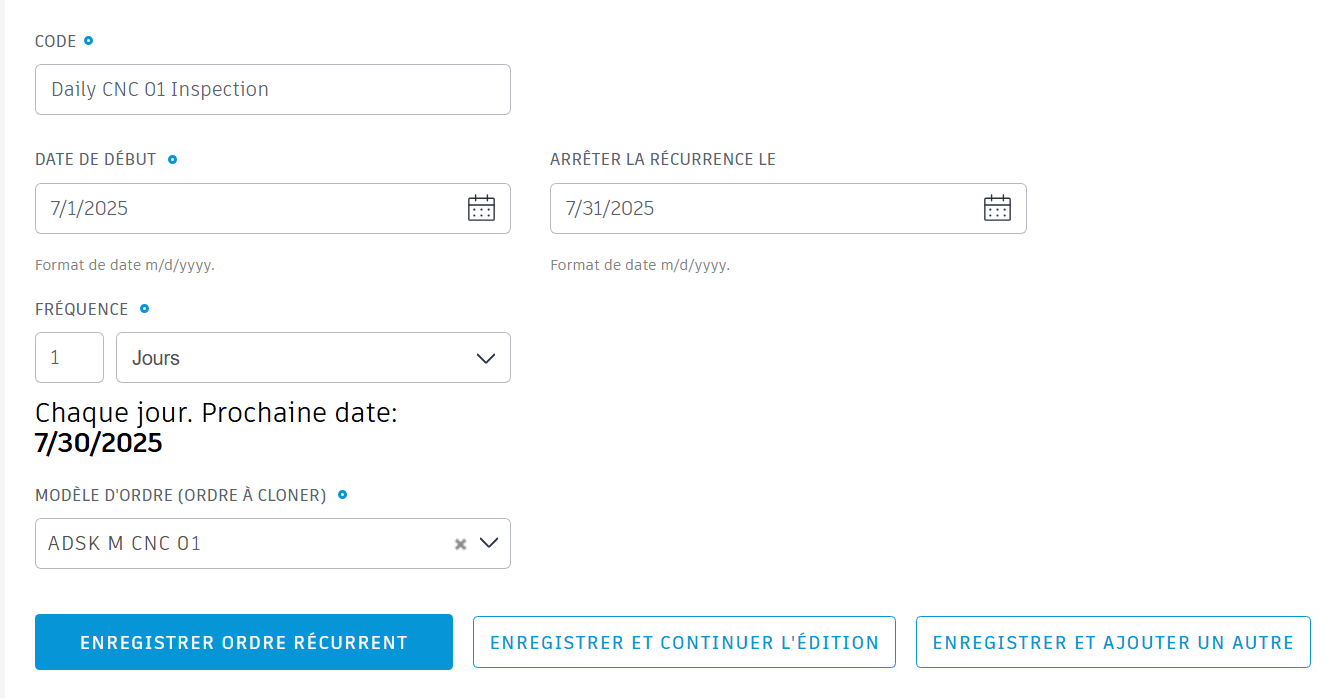 CODE
Daily CNC 01 Inspection
DATE DE DÉBUT
ARRÊTER LA RÉCURRENCE LE
7/1/2025
7/31/2025
Format de date m/d/yyyy.
Format de date m/d/yyyy.
FRÉQUENCE
1
Jours
Chaque jour. Prochaine date:
7/30/2025
MODÈLE D'ORDRE (ORDRE À CLONER)
ADSK M CNC 01
ENREGISTRER ORDRE RÉCURRENT
ENREGISTRER ET CONTINUER L'ÉDITION
ENREGISTRER ET AJOUTER UN AUTRE